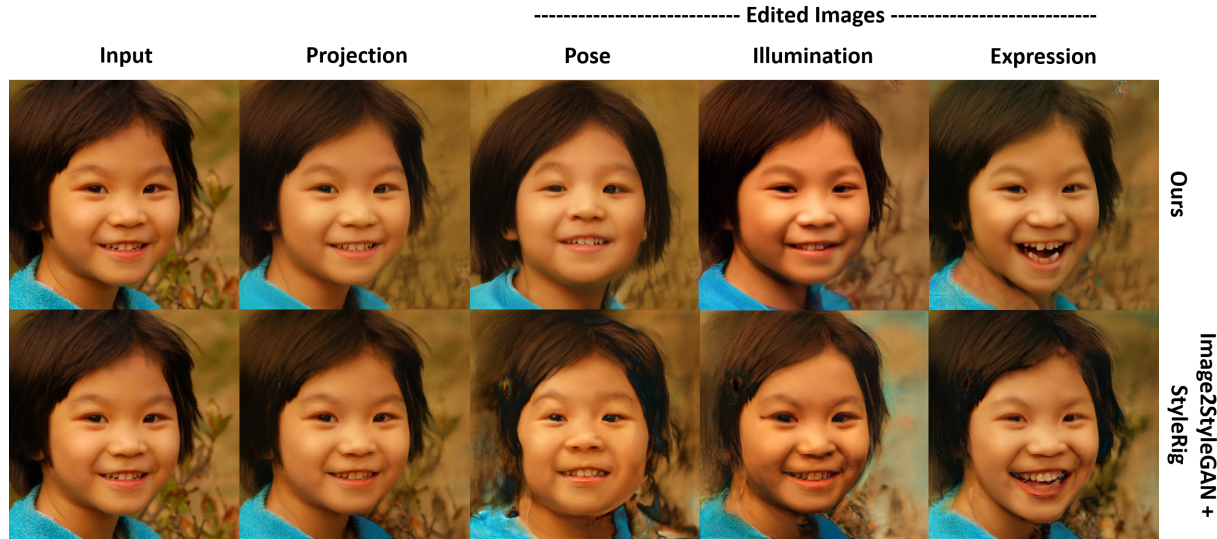 -------------------------- Edited Images --------------------------
Input Projection Pose Illumination Expression
Ours
Image2StyleGAN +
StyleRig